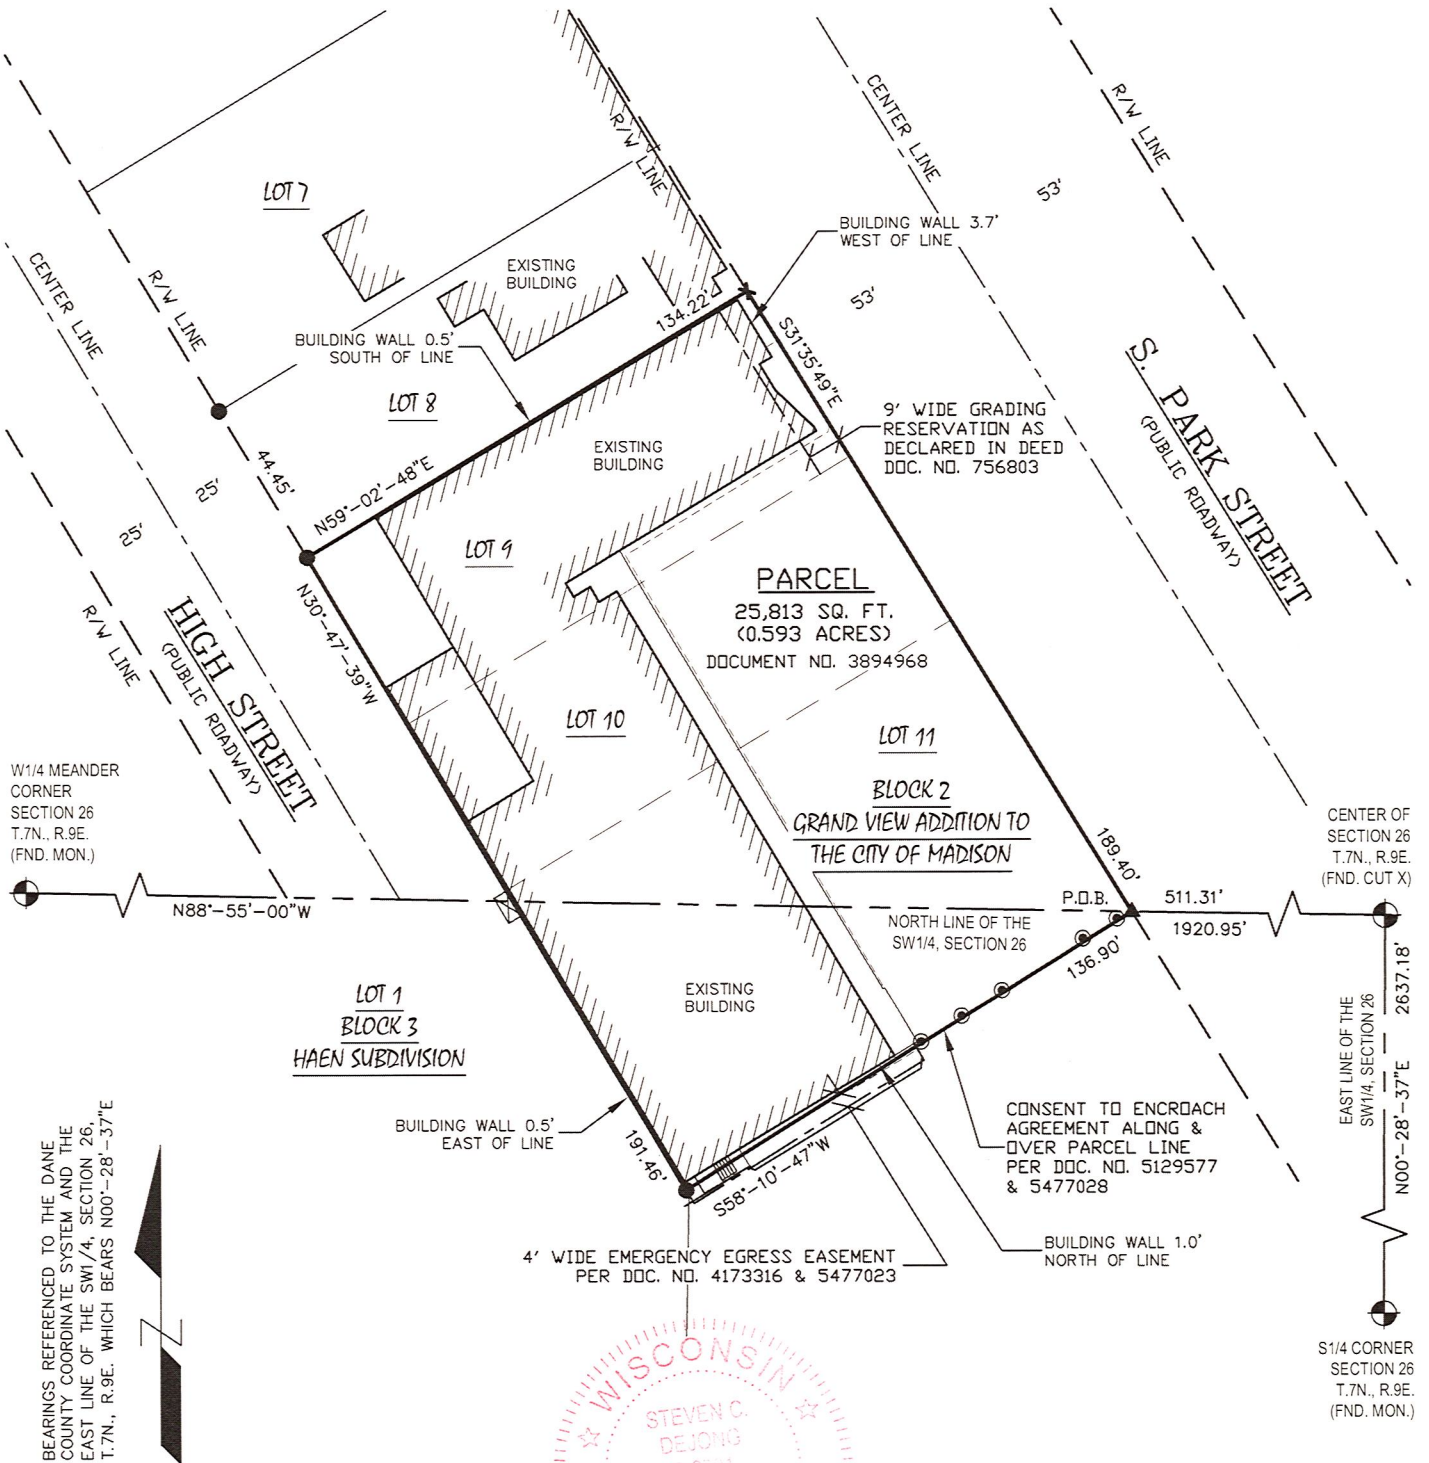 R/W LINE
CENTER LINE
R/W LINE
LOT 7
53'
BUILDING WALL 3.7'
WEST OF LINE
CENTER LINE
R/W LINE
EXISTING
BUILDING
53'
134.22'
BUILDING WALL 0.5'
SOUTH OF LINE
S31°35'49"E
S. PARK STREET
(PUBLIC ROADWAY)
LOT 8
9' WIDE GRADING
RESERVATION AS
DECLARED IN DEED
DOC. NO. 756803
EXISTING
BUILDING
44.45'
N59°-02'-48"E
25'
25'
LOT 9
PARCEL
25,813 SQ. FT.
(0.593 ACRES)
DOCUMENT NO. 3894968
N30°-47'-39"W
R/W LINE
HIGH STREET
(PUBLIC ROADWAY)
LOT 10
LOT 11
BLOCK 2
GRAND VIEW ADDITION TO
THE CITY OF MADISON
W1/4 MEANDER
CORNER
SECTION 26
T.7N., R.9E.
(FND. MON.)
CENTER OF
SECTION 26
T.7N., R.9E.
(FND. CUT X)
189.40'
P.O.B.
511.31'
1920.95'
N88°-55'-00"W
NORTH LINE OF THE
SW1/4, SECTION 26
136.90'
2637.18'
N00°-28'-37"E
EAST LINE OF THE
SW1/4, SECTION 26
LOT 1
BLOCK 3
HAEN SUBDIVISION
EXISTING
BUILDING
BUILDING WALL 0.5'
EAST OF LINE
191.46'
S58°-10'-47"W
CONSENT TO ENCROACH
AGREEMENT ALONG &
OVER PARCEL LINE
PER DOC. NO. 5129577
& 5477028
4' WIDE EMERGENCY EGRESS EASEMENT
PER DOC. NO. 4173316 & 5477023
BUILDING WALL 1.0'
NORTH OF LINE
BEARINGS REFERENCED TO THE DANE
COUNTY COORDINATE SYSTEM AND THE
EAST LINE OF THE SW1/4, SECTION 26,
T.7N., R.9E. WHICH BEARS N00°-28'-37"E
N
S1/4 CORNER
SECTION 26
T.7N., R.9E.
(FND. MON.)
WISCONSIN
STEVEN C.
DEJONG